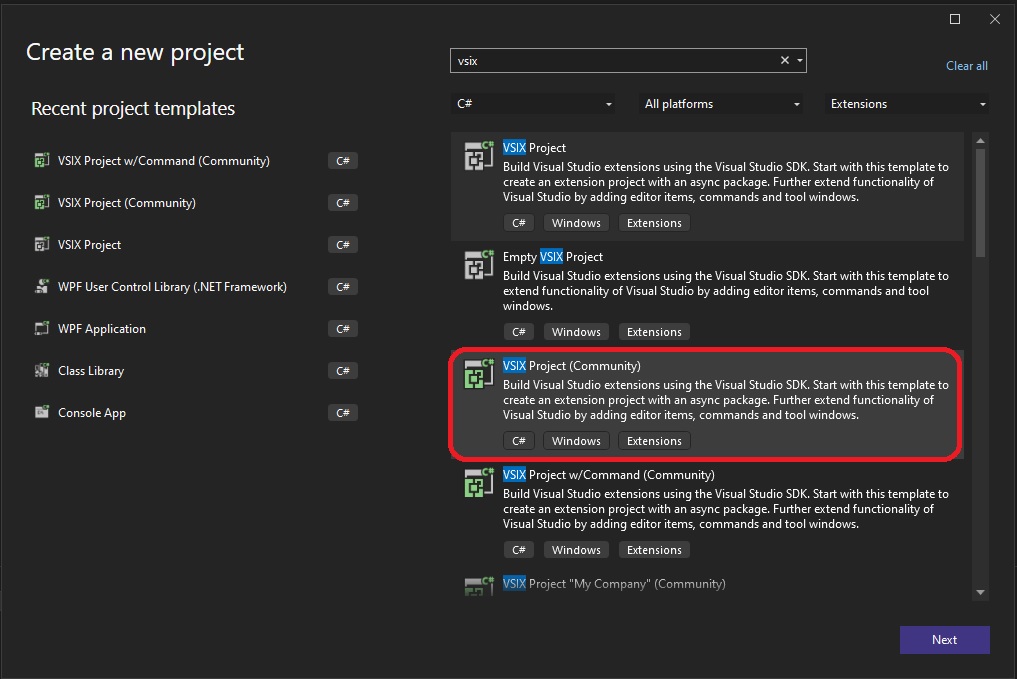 Create a new project
Recent project templates
VSIX Project w/Command (Community)
C#
VSIX Project (Community)
C#
VSIX Project
C#
WPF User Control Library (.NET Framework)
C#
WPF Application
C#
Class Library
C#
Console App
C#
vsix
Clear all
C#
All platforms
Extensions
VSIX Project
Build Visual Studio extensions using the Visual Studio SDK. Start with this template to
create an extension project with an async package. Further extend functionality of
Visual Studio by adding editor items, commands and tool windows.
C# Windows Extensions
Empty VSIX Project
Build Visual Studio extensions using the Visual Studio SDK. Start with this template to
extend functionality of Visual Studio by adding editor items, commands and tool
windows.
C# Windows Extensions
VSIX Project (Community)
Build Visual Studio extensions using the Visual Studio SDK. Start with this template to
create an extension project with an async package. Further extend functionality of
Visual Studio by adding editor items, commands and tool windows.
C# Windows Extensions
VSIX Project w/Command (Community)
Build Visual Studio extensions using the Visual Studio SDK. Start with this template to
create an extension project with an async package. Further extend functionality of
Visual Studio by adding editor items, commands and tool windows.
C# Windows Extensions
VSIX Project "My Company" (Community)
Next